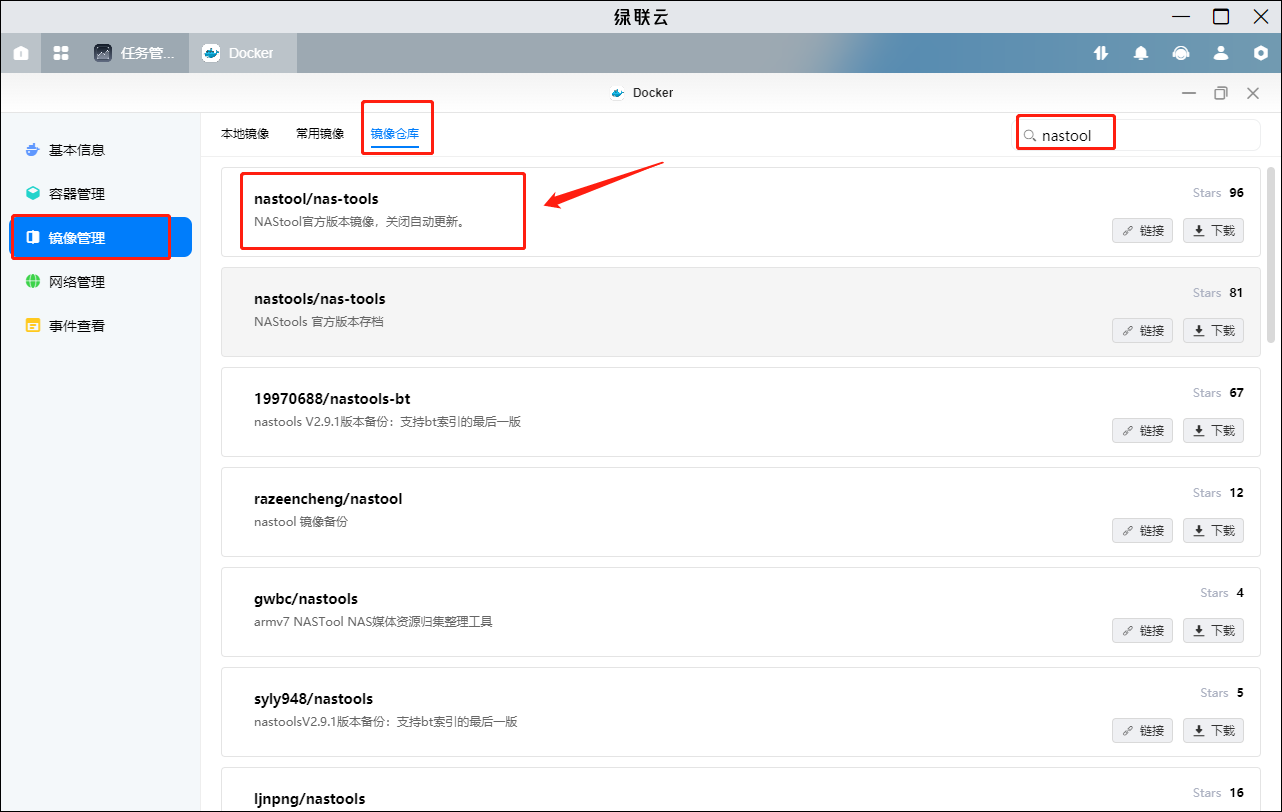 绿联云
任务管...
Docker
Docker
基本信息
容器管理
镜像管理
网络管理
事件查看
本地镜像 常用镜像 镜像仓库
nastool
nastool/nas-tools
NAStool官方版本镜像，关闭自动更新。
Stars 96
链接 下载
nastools/nas-tools
NAStools 官方版本存档
Stars 81
链接 下载
19970688/nastools-bt
nastools V2.9.1版本备份：支持bt索引的最后一版
Stars 67
链接 下载
razeencheng/nastool
nastool 镜像备份
Stars 12
链接 下载
gwbc/nastools
armv7 NASTool NAS媒体资源归集整理工具
Stars 4
链接 下载
syly948/nastools
nastoolsV2.9.1版本备份：支持bt索引的最后一版
Stars 5
链接 下载
ljnpng/nastools
Stars 16